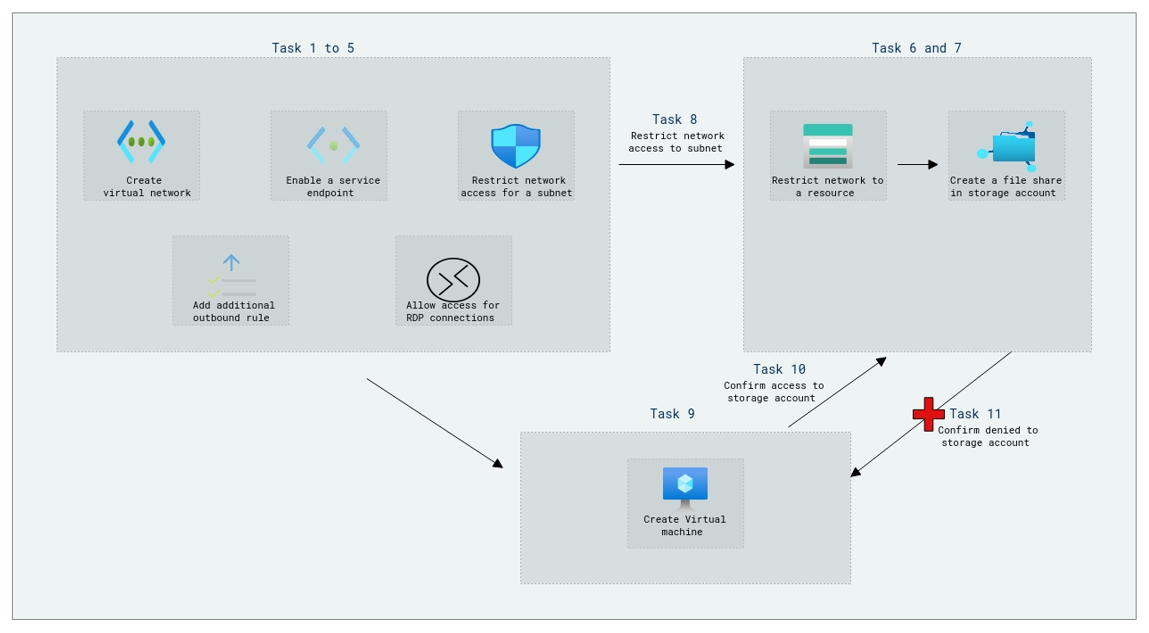 Task 1 to 5
Task 6 and 7
Create
virtual network
Enable a service
endpoint
Restrict network
access for a subnet
Add additional
outbound rule
Allow access for
RDP connections
Task 8
Restrict network
access to subnet
Restrict network to
a resource
Create a file share
in storage account
Task 10
Confirm access to
storage account
Task 9
Task 11
Confirm denied to
storage account
Create Virtual
machine